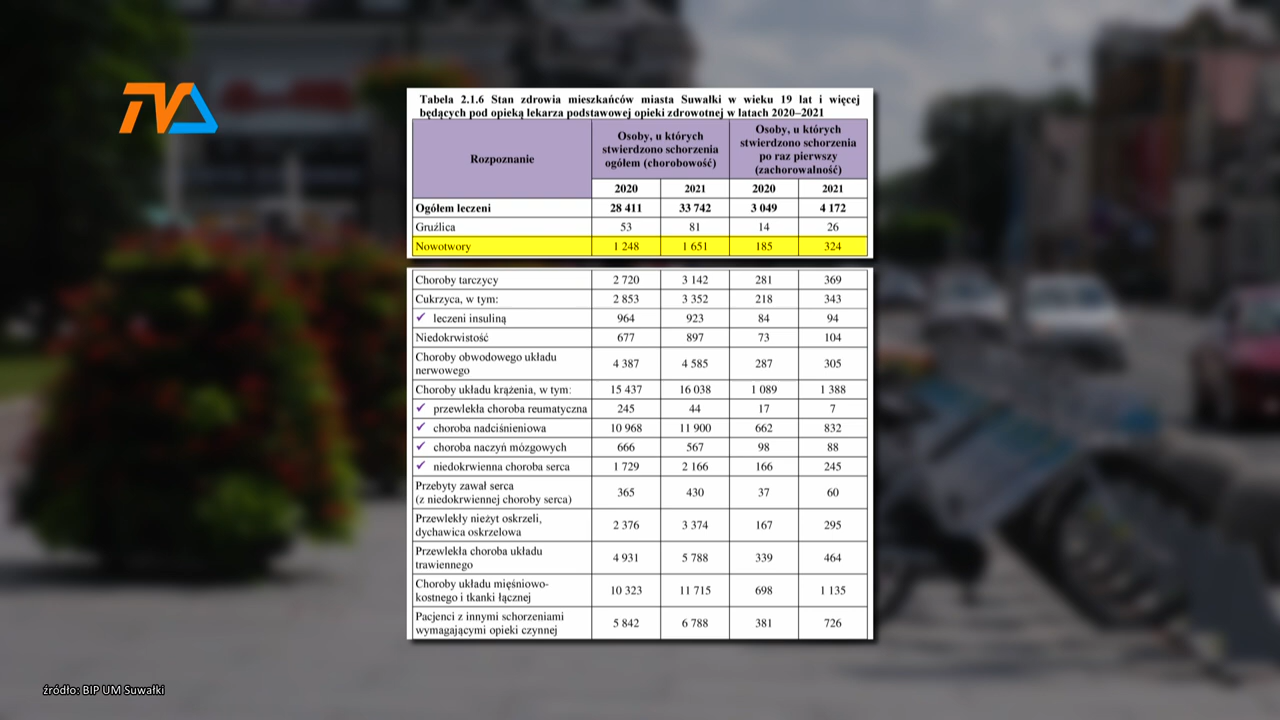 TVA
Tabela 2.1.6 Stan zdrowia mieszkańców miasta Suwałki w wieku 19 lat i więcej
będących pod opieką lekarza podstawowej opieki zdrowotnej w latach 2020–2021
Rozpoznanie
Osoby, u których
stwierdzono schorzenia
ogółem (chorobowość)
Osoby, u których
stwierdzono schorzenia
po raz pierwszy
(zachorowalność)
2020 2021 2020 2021
Ogółem leczeni 28 411 33 742 3 049 4 172
Gruźlica 53 81 14 26
Nowotwory 1 248 1 651 185 324
Choroby tarczycy 2 720 3 142 281 369
Cukrzyca, w tym: 2 853 3 352 218 343
✓ leczeni insuliną 964 923 84 94
Niedokrwistość 677 897 73 104
Choroby obwodowego układu
nerwowego 4 387 4 585 287 305
Choroby układu krążenia, w tym: 15 437 16 038 1 089 1 388
✓ przewlekła choroba reumatyczna 245 44 17 7
✓ choroba nadciśnieniowa 10 968 11 900 662 832
✓ choroba naczyń mózgowych 666 567 98 88
✓ niedokrwienna choroba serca 1 729 2 166 166 245
Przebyty zawał serca
(z niedokrwiennej choroby serca) 365 430 37 60
Przewlekły nieżyt oskrzeli,
dychawica oskrzelowa 2 376 3 374 167 295
Przewlekła choroba układu
trawiennego 4 931 5 788 339 464
Choroby układu mięśniowo-
kostnego i tkanki łącznej 10 323 11 715 698 1 135
Pacjenci z innymi schorzeniami
wymagającymi opieki czynnej 5 842 6 788 381 726
źródło: BIP UM Suwałki